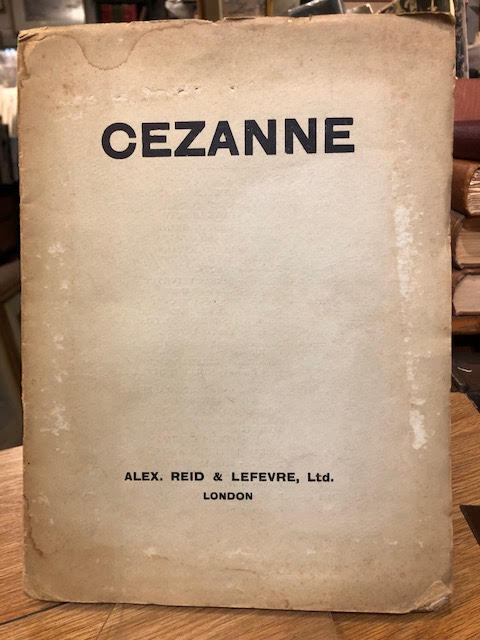 CEZANNE
ALEX. REID & LEFEVRE, Ltd.
LONDON